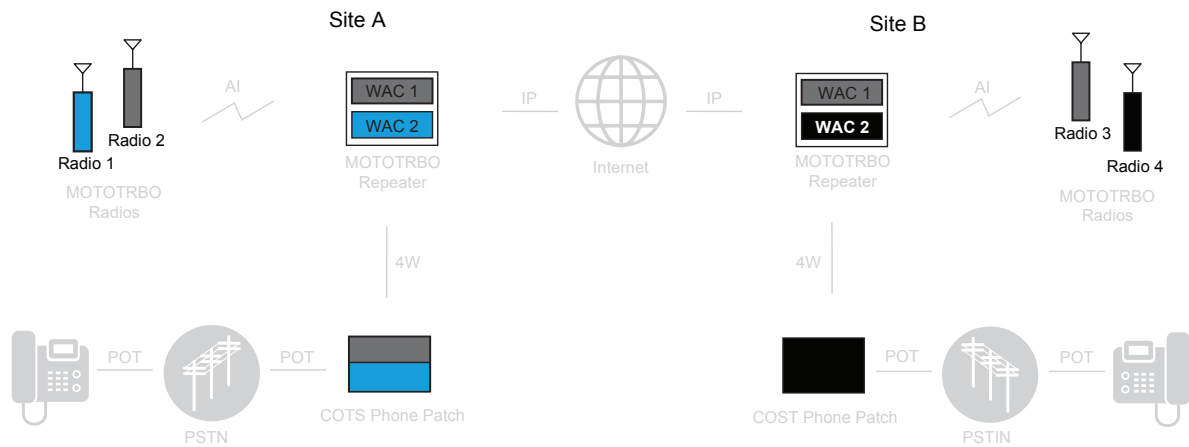 Site A
Site B
AI
WAC 1
WAC 2
IP
IP
WAC 1
WAC 2
AI
Radio 1
Radio 2
MOTOTRBO
Radios
MOTOTRBO
Repeater
Internet
MOTOTRBO
Repeater
Radio 3
Radio 4
MOTOTRBO
Radios
4W
4W
POT
POT
POT
POT
PSTN
COTS Phone Patch
COST Phone Patch
PSTIN